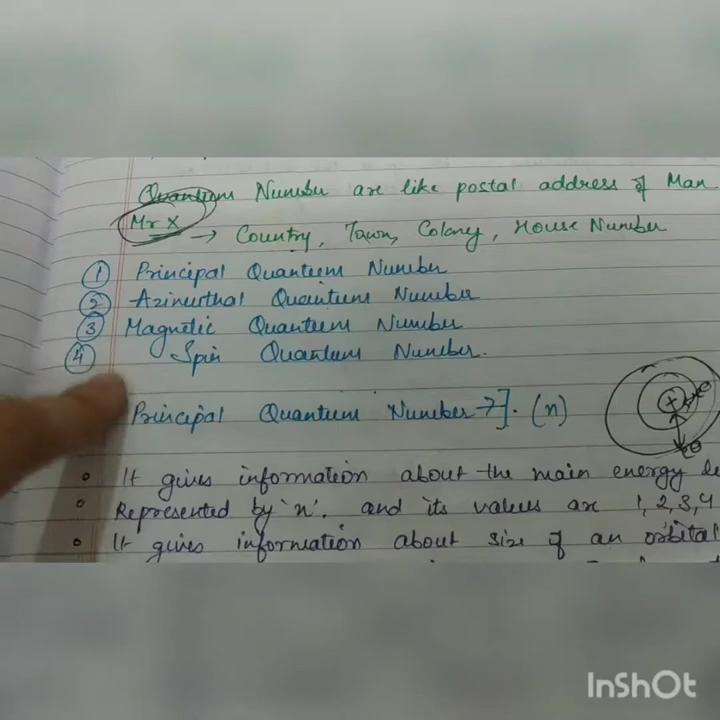 Quantum Number are like postal address of Man.
Mr X → Country, Town, Colony, House Number
① Principal Quantum Number
② Azimuthal Quantum Number
③ Magnetic Quantum Number
④ Spin Quantum Number.
Principal Quantum Number →]. (n)
It gives information about the main energy
Represented by 'n'. and its values are 1, 2, 3, 4
It gives information about size of an orbital
InShOt